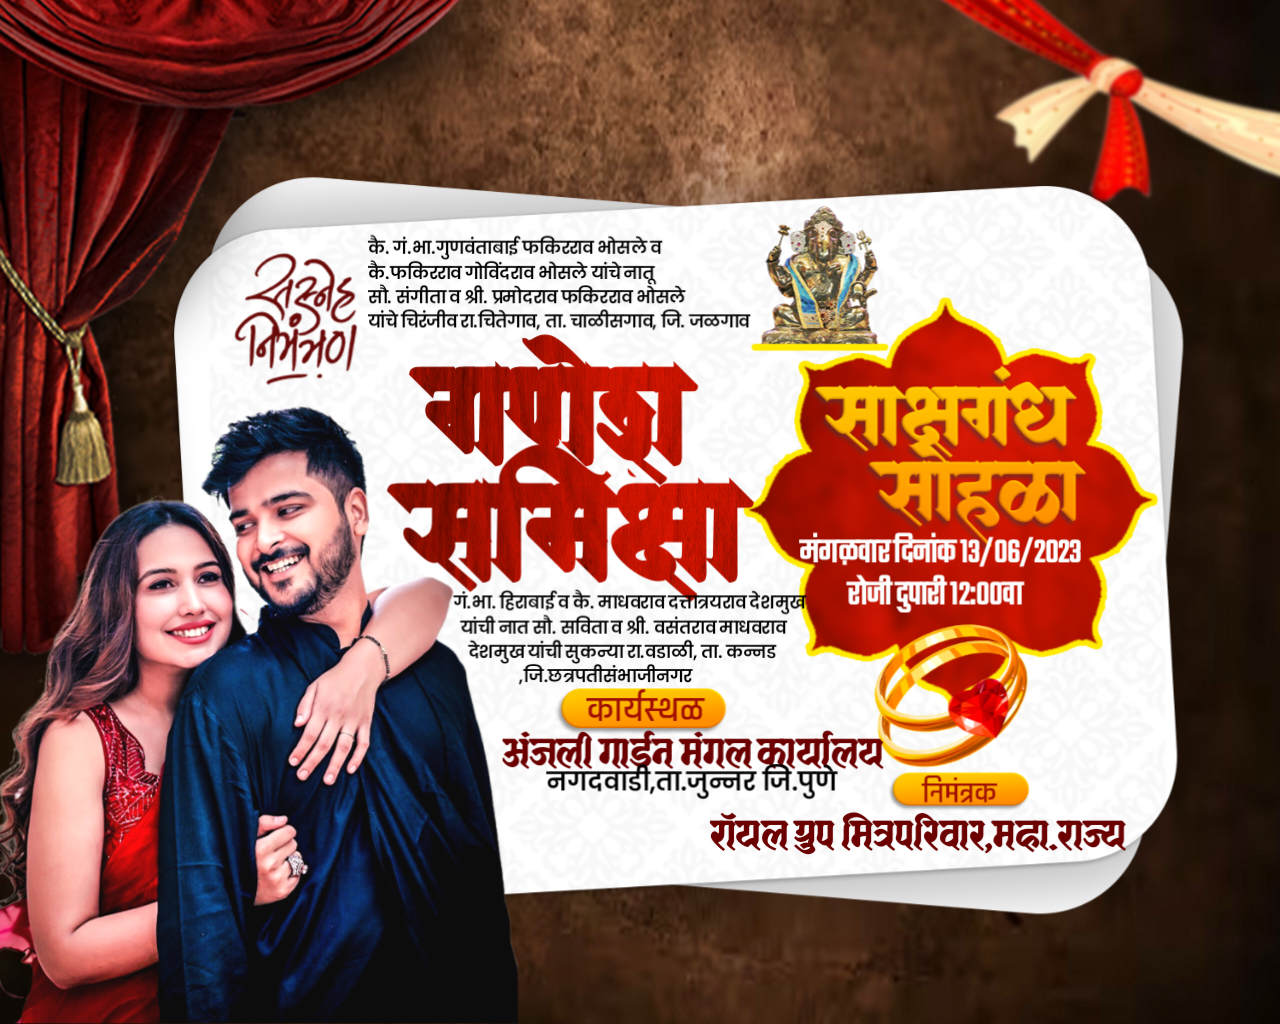 सस्नेह
निमंत्रण
कै. गं.भा.गुणवंताबाई फकिरराव भोसले व
कै.फकिरराव गोविंदराव भोसले यांचे नातू
सौ. संगीता व श्री. प्रमोदराव फकिरराव भोसले
यांचे चिरंजीव रा.चितेगाव, ता. चाळीसगाव, जि. जळगाव
गणेश
समिक्षा
गं.भा. हिराबाई व कै. माधवराव दत्तात्रयराव देशमुख
यांची नात सौ. सविता व श्री. वसंतराव माधवराव
देशमुख यांची सुकन्या रा.वडाळी, ता. कन्नड
,जि.छत्रपतीसंभाजीनगर
साक्षगंध
सोहळा
मंगळवार दिनांक 13/06/2023
रोजी दुपारी 12:00वा
कार्यस्थळ
अंजली गार्डन मंगल कार्यालय
नगदवाडी,ता.जुन्नर जि.पुणे
निमंत्रक
रॉयल ग्रुप मित्रपरिवार,महा.राज्य